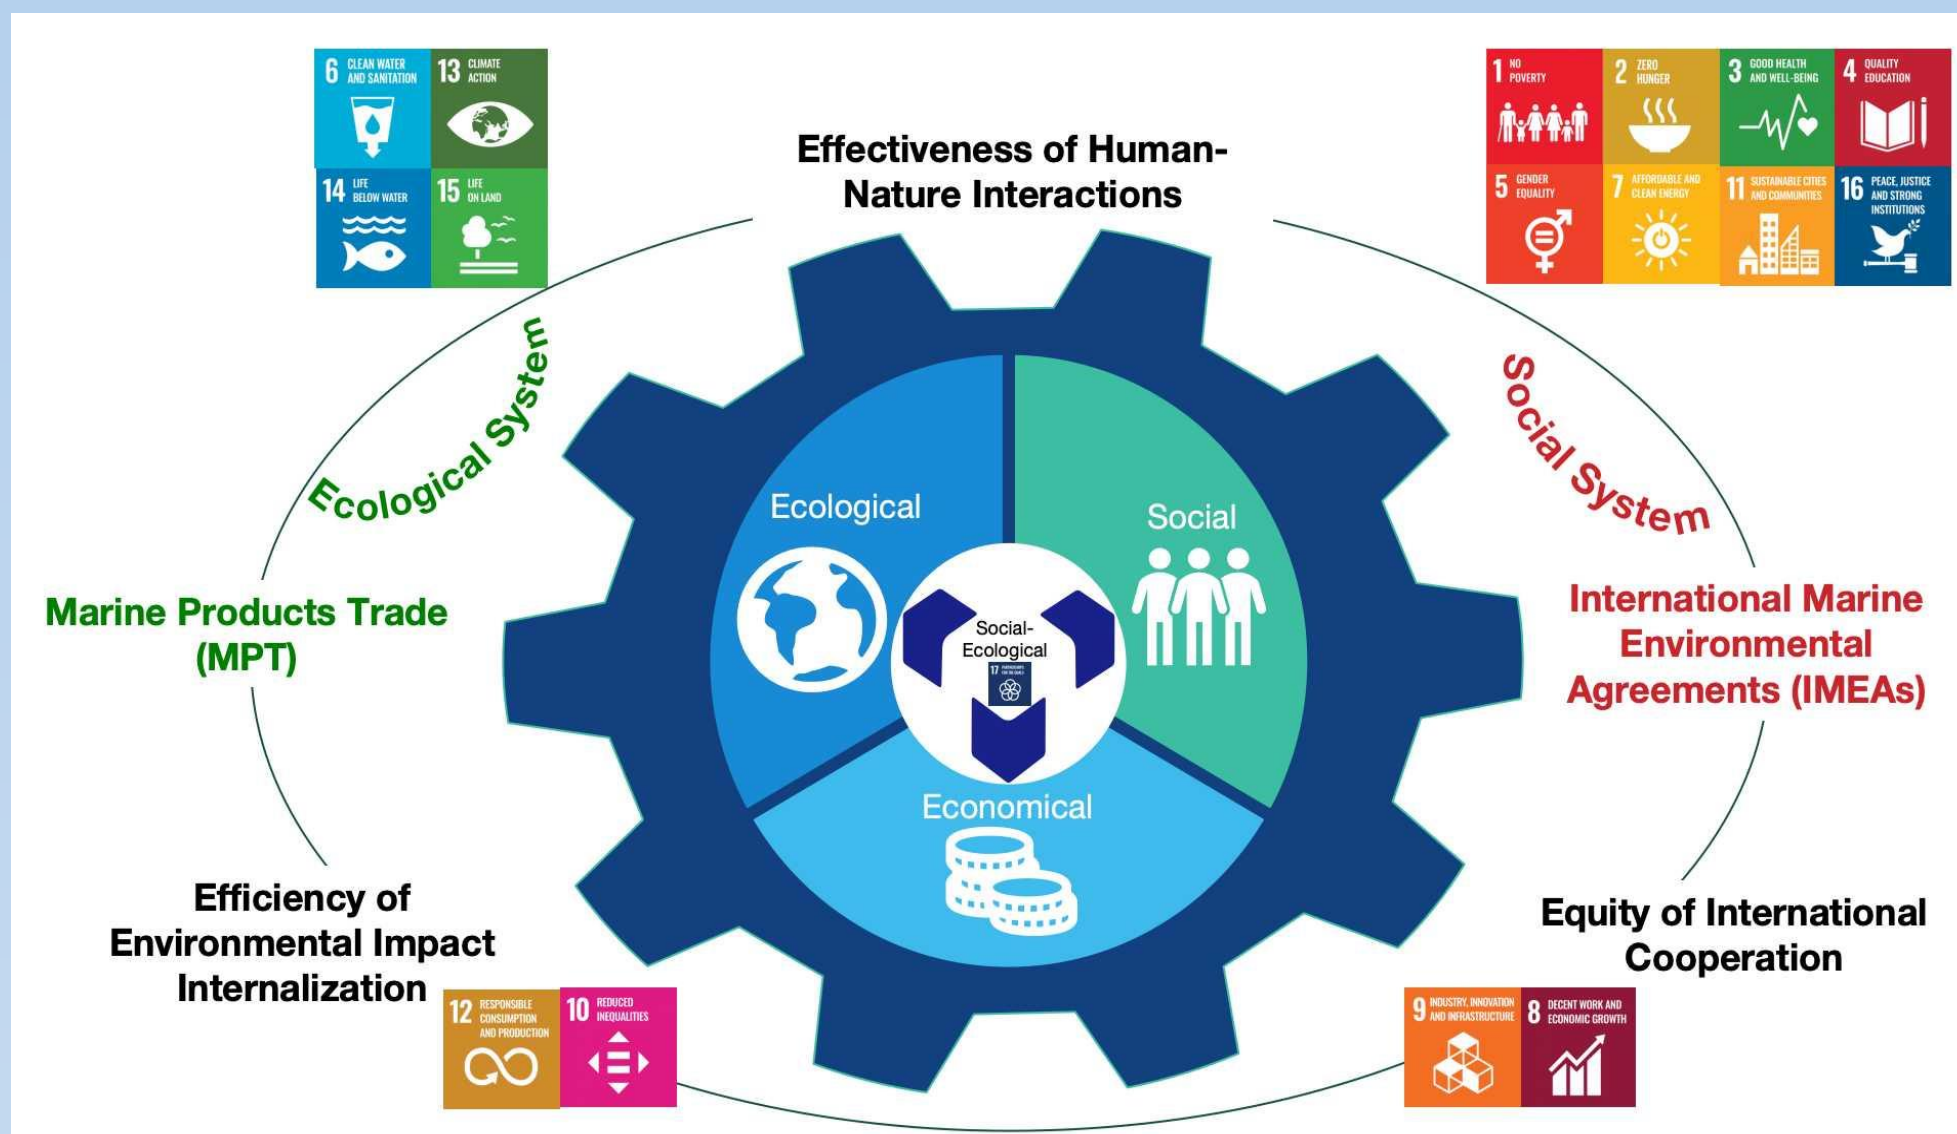 6 CLEAN WATER
AND SANITATION
13 CLIMATE
ACTION
14 LIFE
BELOW WATER
15 LIFE
ON LAND
1 NO
POVERTY
2 ZERO
HUNGER
3 GOOD HEALTH
AND WELL-BEING
4 QUALITY
EDUCATION
5 GENDER
EQUALITY
7 AFFORDABLE AND
CLEAN ENERGY
11 SUSTAINABLE CITIES
AND COMMUNITIES
16 PEACE, JUSTICE
AND STRONG
INSTITUTIONS
Effectiveness of Human-
Nature Interactions
Ecological System
Social System
Marine Products Trade
(MPT)
International Marine
Environmental
Agreements (IMEAs)
Ecological
Social
Social-
Ecological
17 PARTNERSHIPS
FOR THE GOALS
Economical
Efficiency of
Environmental Impact
Internalization
Equity of International
Cooperation
12 RESPONSIBLE
CONSUMPTION
AND PRODUCTION
10 REDUCED
INEQUALITIES
9 INDUSTRY, INNOVATION
AND INFRASTRUCTURE
8 DECENT WORK AND
ECONOMIC GROWTH